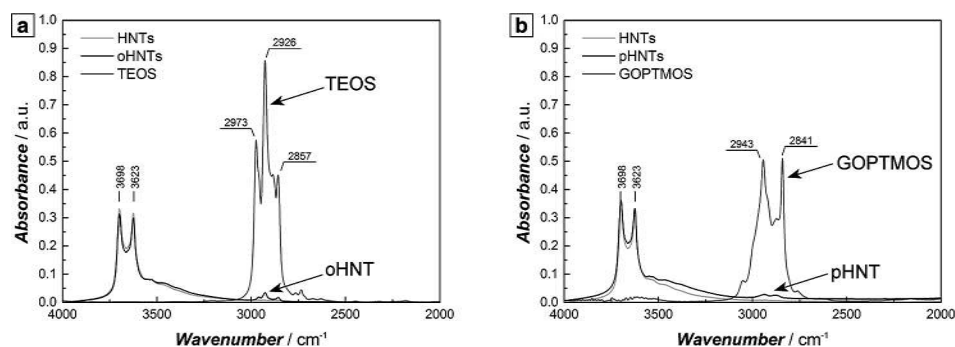 a
HNTs
oHNTs
TEOS
2926
2973
2857
3698
3623
TEOS
oHNT
Absorbance / a.u.
1.0
0.9
0.8
0.7
0.6
0.5
0.4
0.3
0.2
0.1
0.0
4000 3500 3000 2500 2000
Wavenumber / cm⁻¹
b
HNTs
pHNTs
GOPTMOS
2943
2841
3698
3623
GOPTMOS
pHNT
Absorbance / a.u.
1.0
0.9
0.8
0.7
0.6
0.5
0.4
0.3
0.2
0.1
0.0
4000 3500 3000 2500 2000
Wavenumber / cm⁻¹